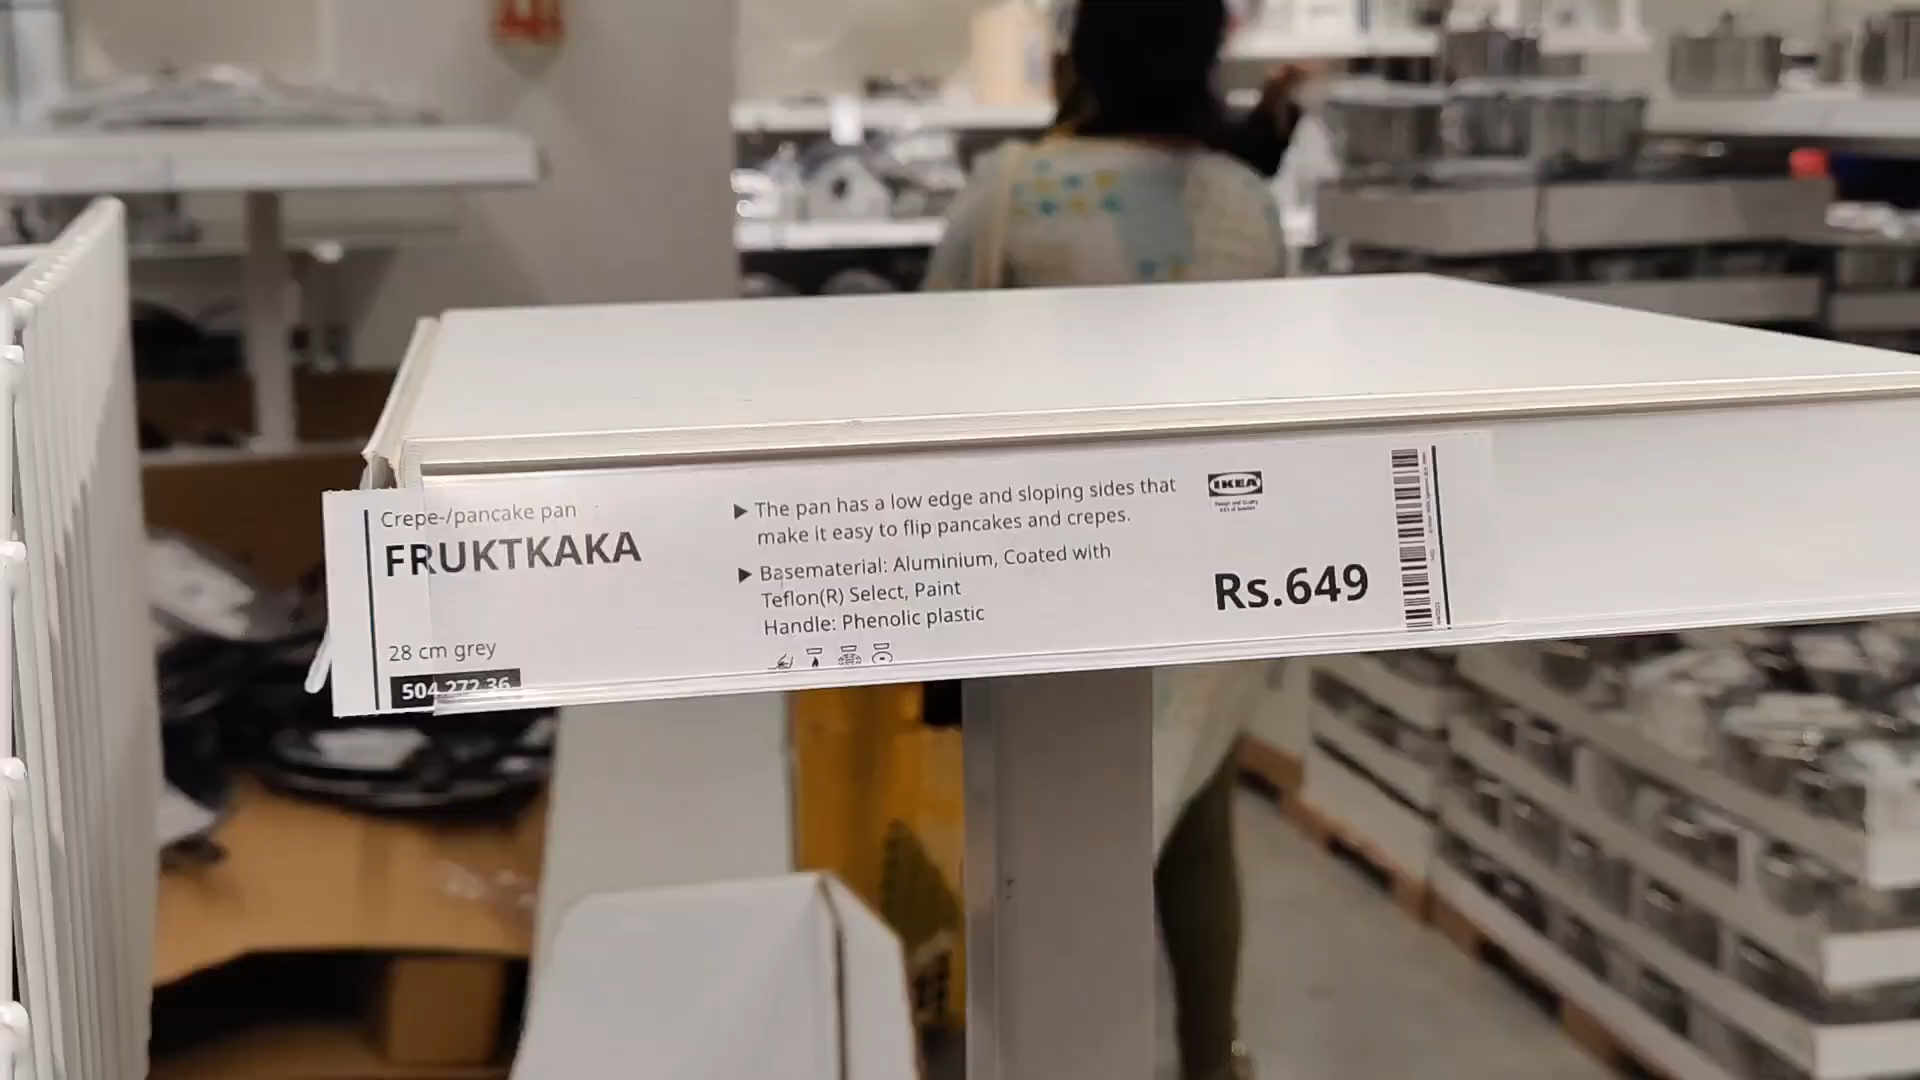 Crepe-/pancake pan
FRUKTKAKA
28 cm grey
504.272.36
▶ The pan has a low edge and sloping sides that
make it easy to flip pancakes and crepes.
▶ Basematerial: Aluminium, Coated with
Teflon(R) Select, Paint
Handle: Phenolic plastic
IKEA
Rs.649